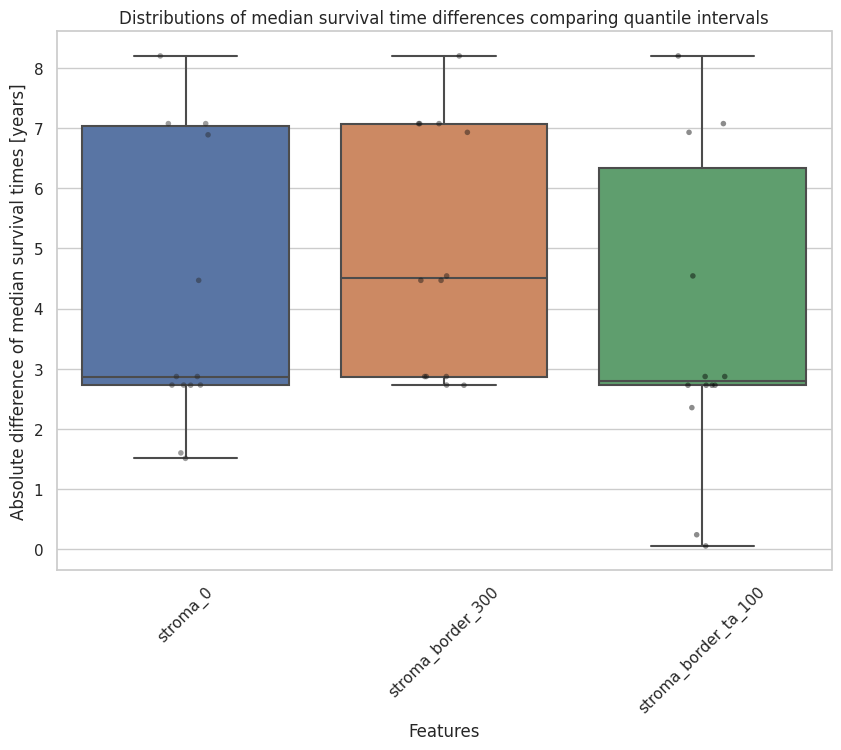 Distributions of median survival time differences comparing quantile intervals
Absolute difference of median survival times [years]
8
7
6
5
4
3
2
1
0
stroma_0
stroma_border_300
stroma_border_ta_100
Features